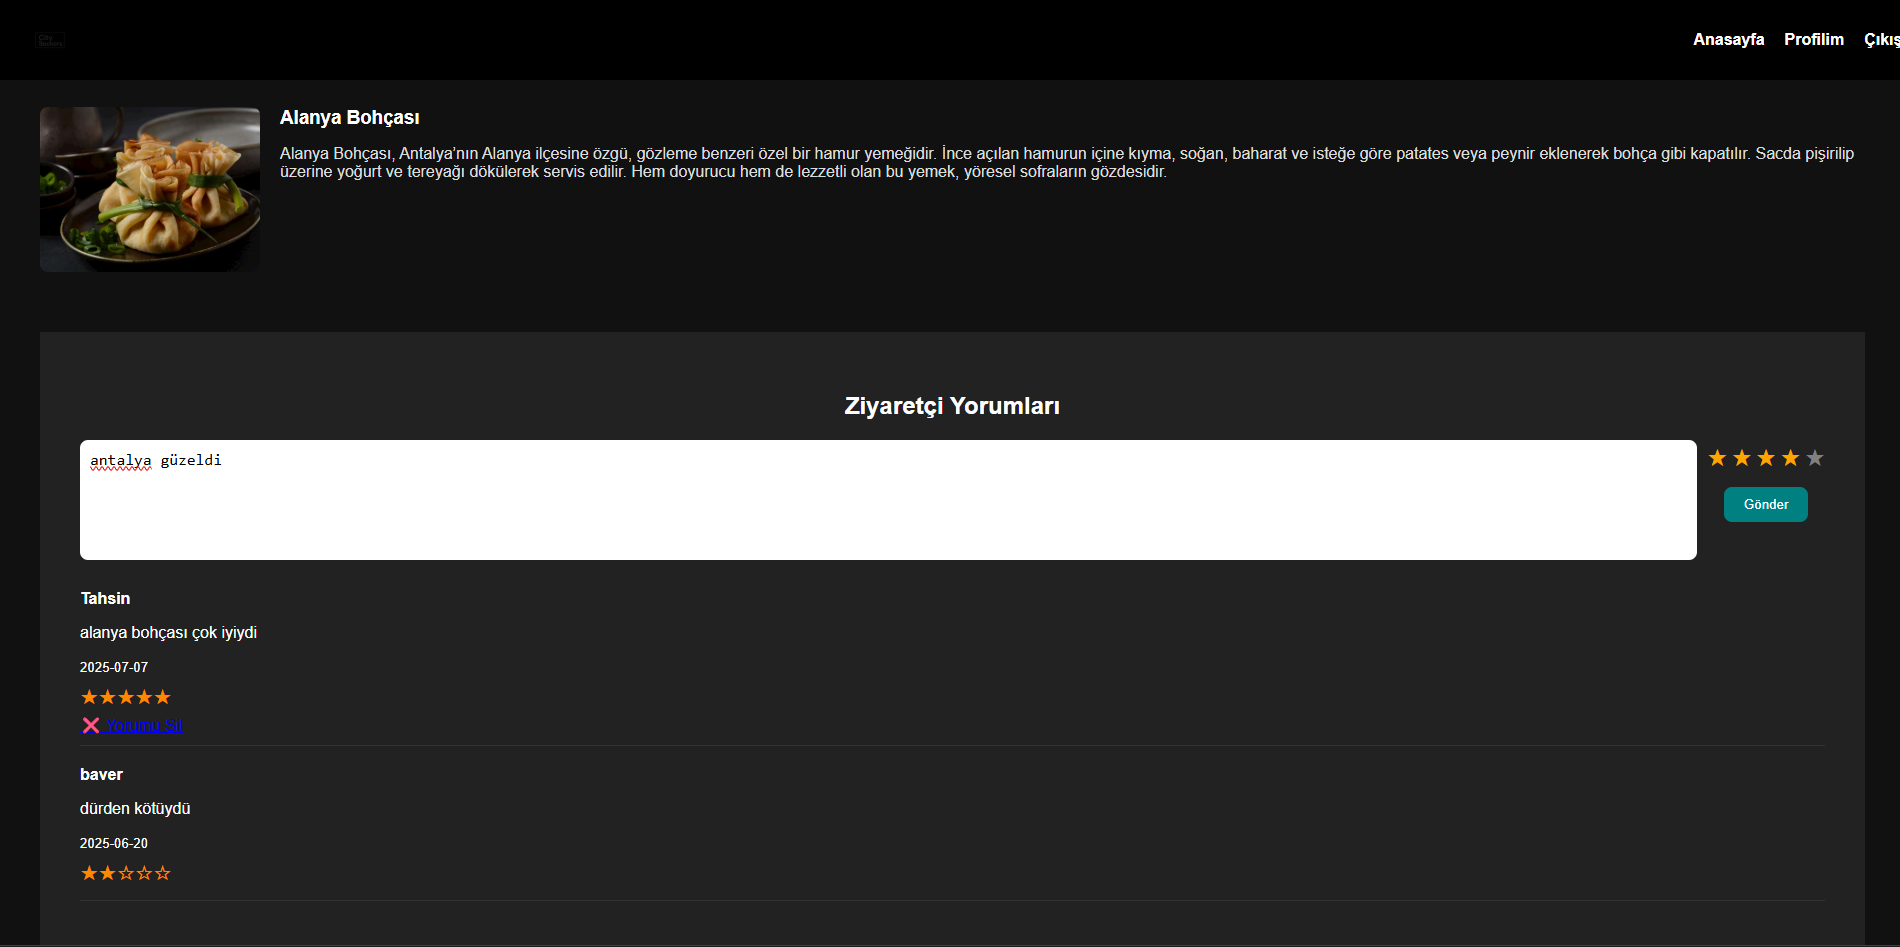 City
Seekers
Anasayfa Profilim Çıkış
Alanya Bohçası
Alanya Bohçası, Antalya’nın Alanya ilçesine özgü, gözleme benzeri özel bir hamur yemeğidir. İnce açılan hamurun içine kıyma, soğan, baharat ve isteğe göre patates veya peynir eklenerek bohça gibi kapatılır. Sacda pişirilip
üzerine yoğurt ve tereyağı dökülerek servis edilir. Hem doyurucu hem de lezzetli olan bu yemek, yöresel sofraların gözdesidir.
Ziyaretçi Yorumları
antalya güzeldi
Gönder
Tahsin
alanya bohçası çok iyiydi
2025-07-07
★★★★★
❌ Yorumu Sil
baver
dürden kötüydü
2025-06-20
★★☆☆☆